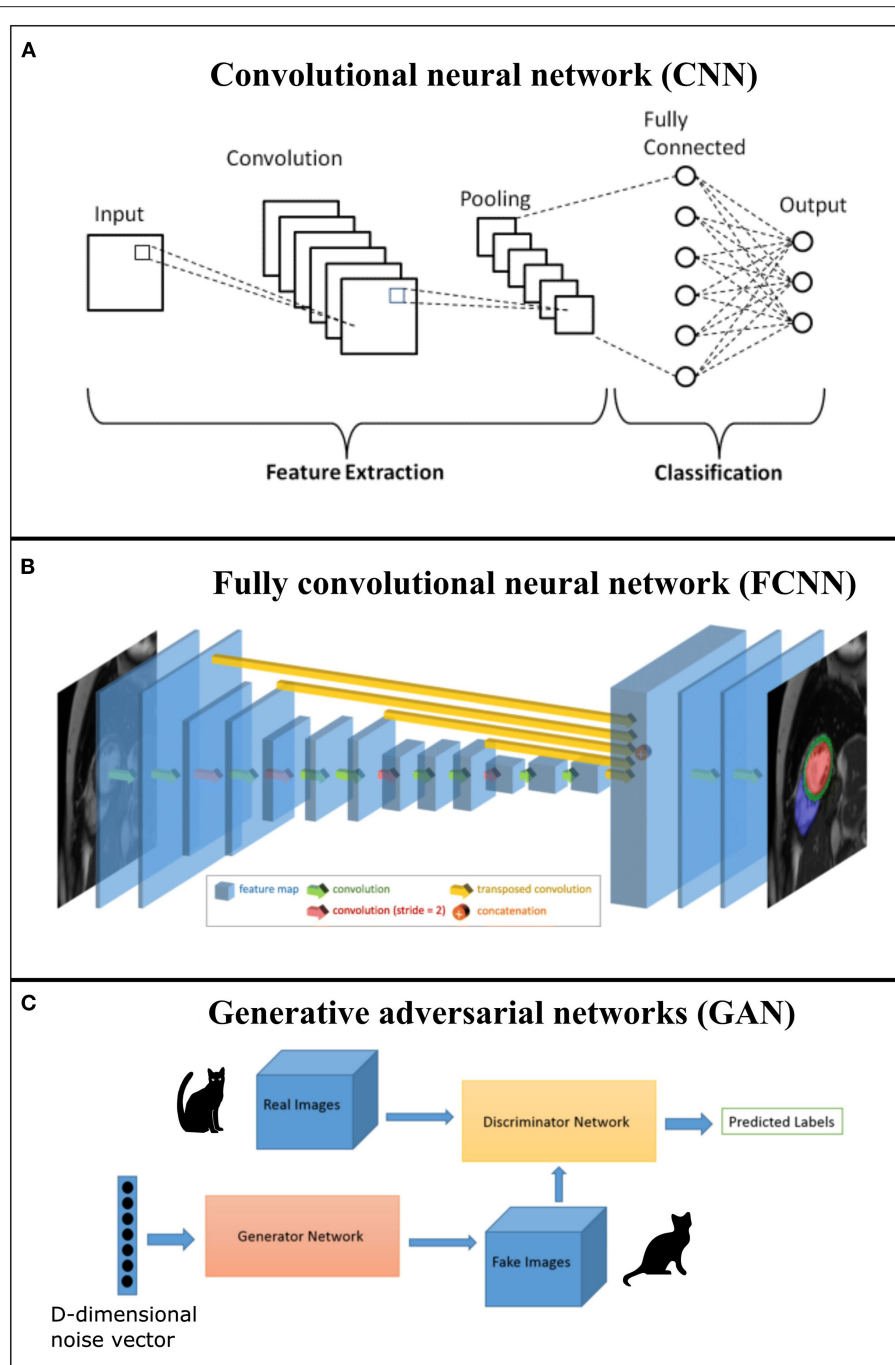 A
Convolutional neural network (CNN)
Fully
Connected
Convolution
Pooling
Output
Input
Feature Extraction
Classification
B
Fully convolutional neural network (FCNN)
feature map
convolution
transposed convolution
convolution (stride = 2)
concatenation
C
Generative adversarial networks (GAN)
Real Images
Discriminator Network
Predicted Labels
Generator Network
Fake Images
D-dimensional
noise vector